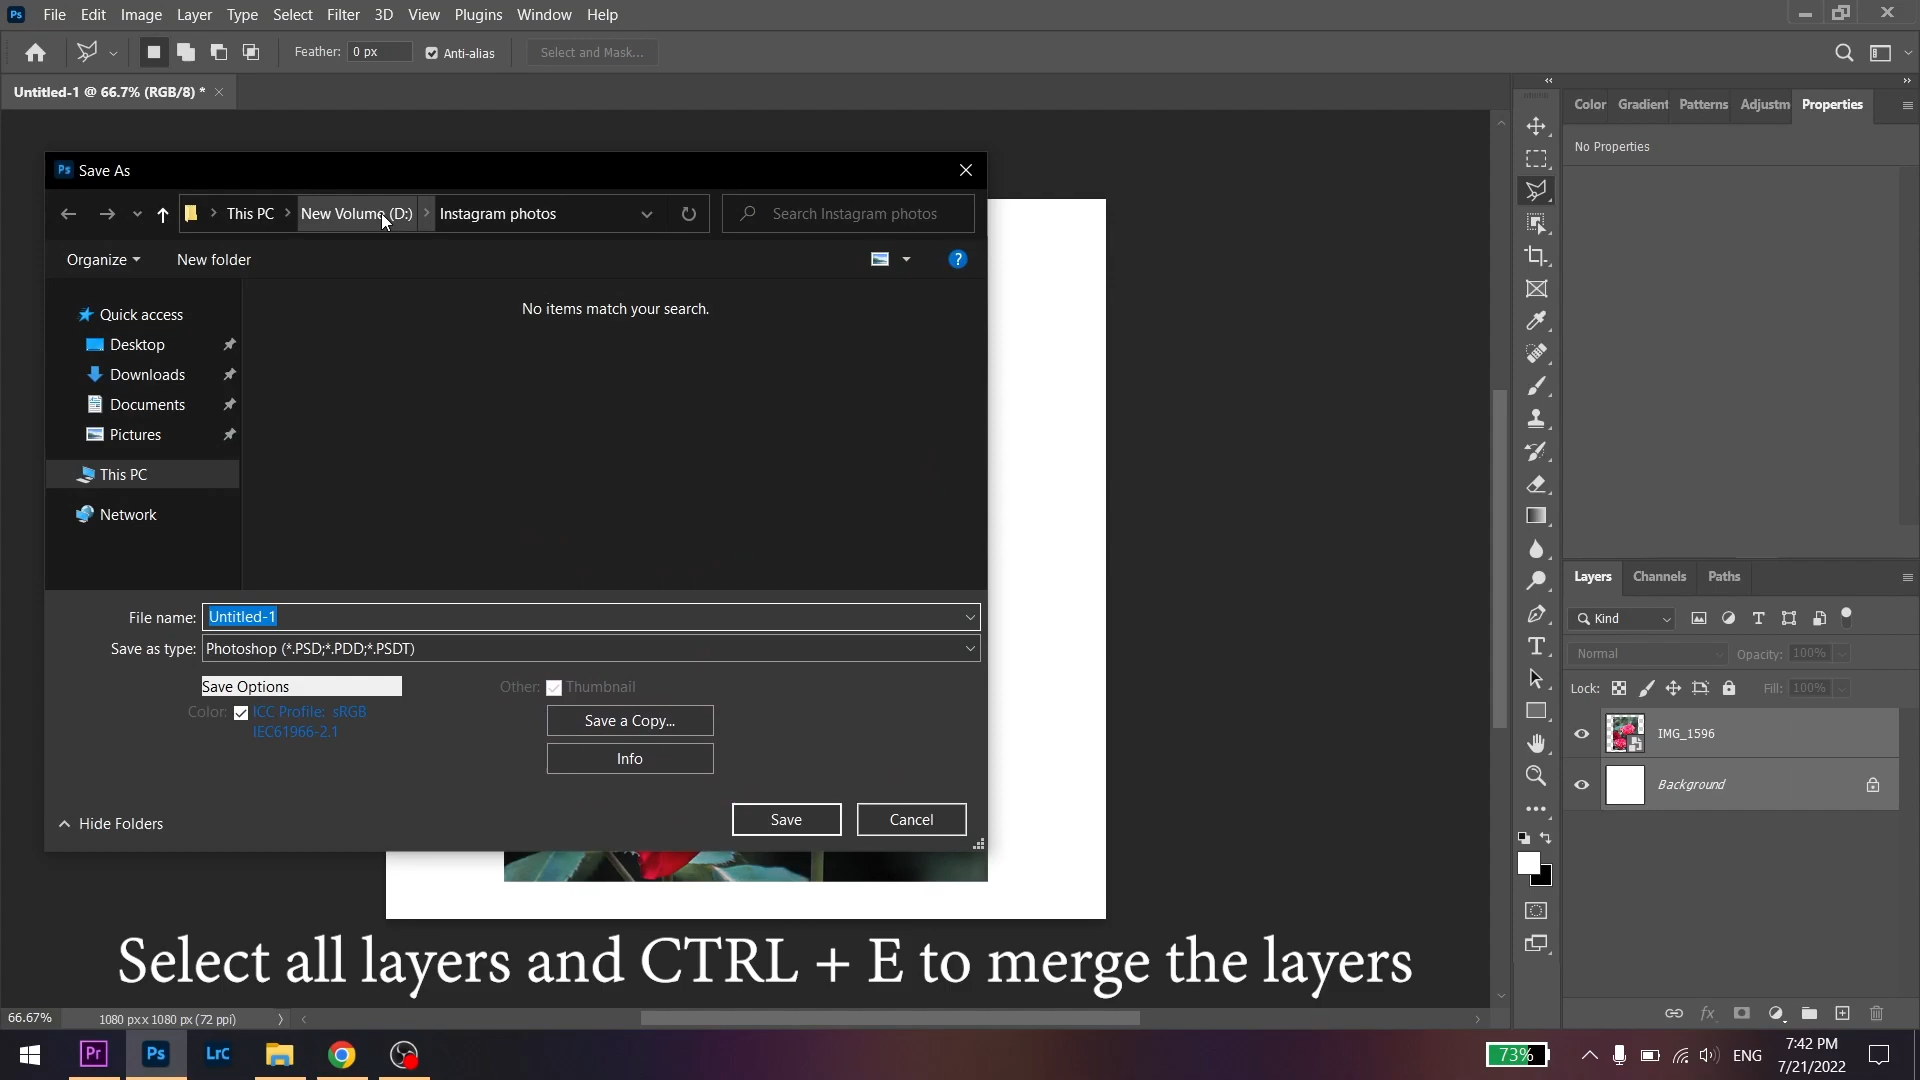 Ps File Edit Image Layer Type Select Filter 3D View Plugins Window Help
Feather: 0 px Anti-alias Select and Mask...
Untitled-1 @ 66.7% (RGB/8) *
Color Gradient Patterns Adjustm Properties
No Properties
Ps Save As
This PC New Volume (D:) Instagram photos Search Instagram photos
Organize New folder ?
No items match your search.
Quick access
Desktop
Downloads
Documents
Pictures
This PC
Network
File name: Untitled-1
Save as type: Photoshop (*.PSD;*.PDD;*.PSDT)
Save Options
Color: ICC Profile: sRGB
IEC61966-2.1
Other: Thumbnail
Save a Copy...
Info
Hide Folders Save Cancel
Layers Channels Paths
Kind
Normal Opacity: 100%
Lock: Fill: 100%
IMG_1596
Background
Select all layers and CTRL + E to merge the layers
66.67% 1080 px x 1080 px (72 ppi)
Pr Ps LrC 73% ENG 7:42 PM
7/21/2022